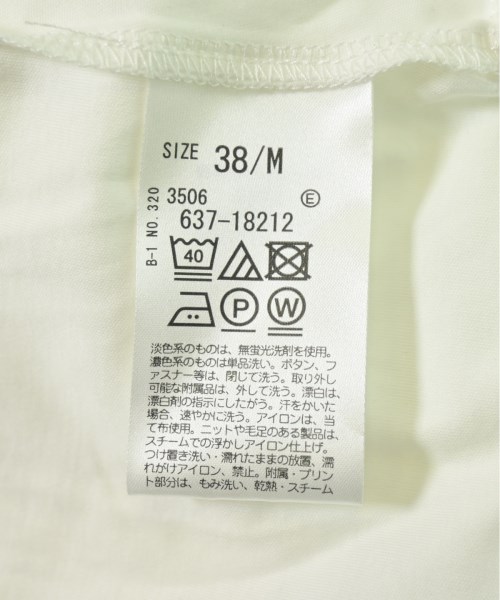 SIZE 38/M
B-1 NO.320
3506 Ⓔ
637-18212
40
P W
淡色系のものは、無蛍光洗剤を使用。
濃色系のものは単品洗い。ボタン、フ
ァスナー等は、閉じて洗う。取り外し
可能な附属品は、外して洗う。漂白は、
漂白剤の指示にしたがう。汗をかいた
場合、速やかに洗う。アイロンは、当
て布使用。ニットや毛足のある製品は、
スチームでの浮かしアイロン仕上げ。
つけ置き洗い・濡れたままの放置、濡
れがけアイロン、禁止。附属・プリン
ト部分は、もみ洗い、乾熱・スチーム